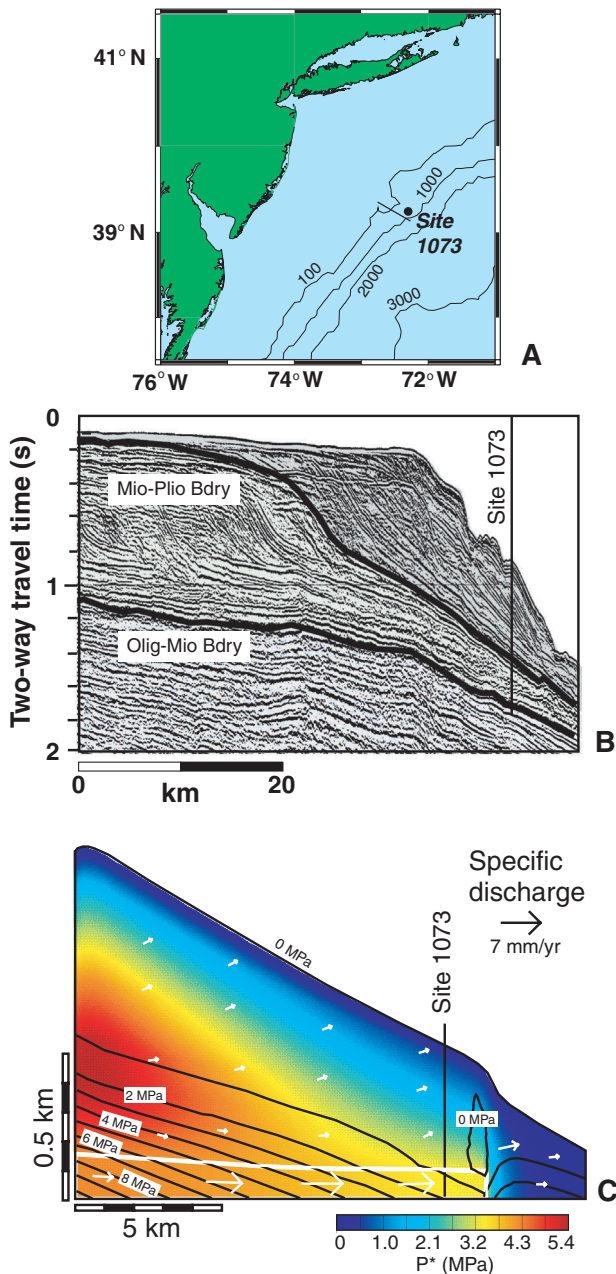 41° N
39° N
1000
Site
1073
100
2000
3000
76°W
74°W
72°W
A
0
Mio-Plio Bdry
Site 1073
1
Olig-Mio Bdry
Two-way travel time (s)
2
B
0
20
km
Specific
discharge
7 mm/yr
0 MPa
Site 1073
2 MPa
4 MPa
6 MPa
8 MPa
0 MPa
0.5 km
C
5 km
0 1.0 2.1 3.2 4.3 5.4
P* (MPa)